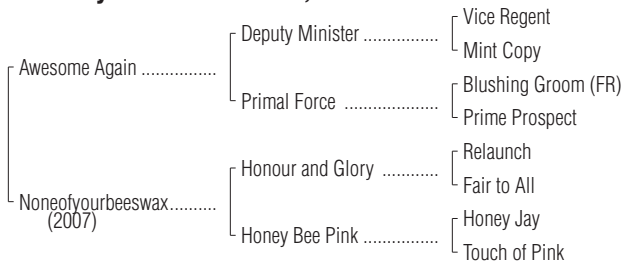 Vice Regent
Deputy Minister ................
Mint Copy
Awesome Again ................
Blushing Groom (FR)
Primal Force ....................
Prime Prospect
Relaunch
Honour and Glory ............
Fair to All
Noneofyourbeeswax..........
(2007)
Honey Jay
Honey Bee Pink ................
Touch of Pink